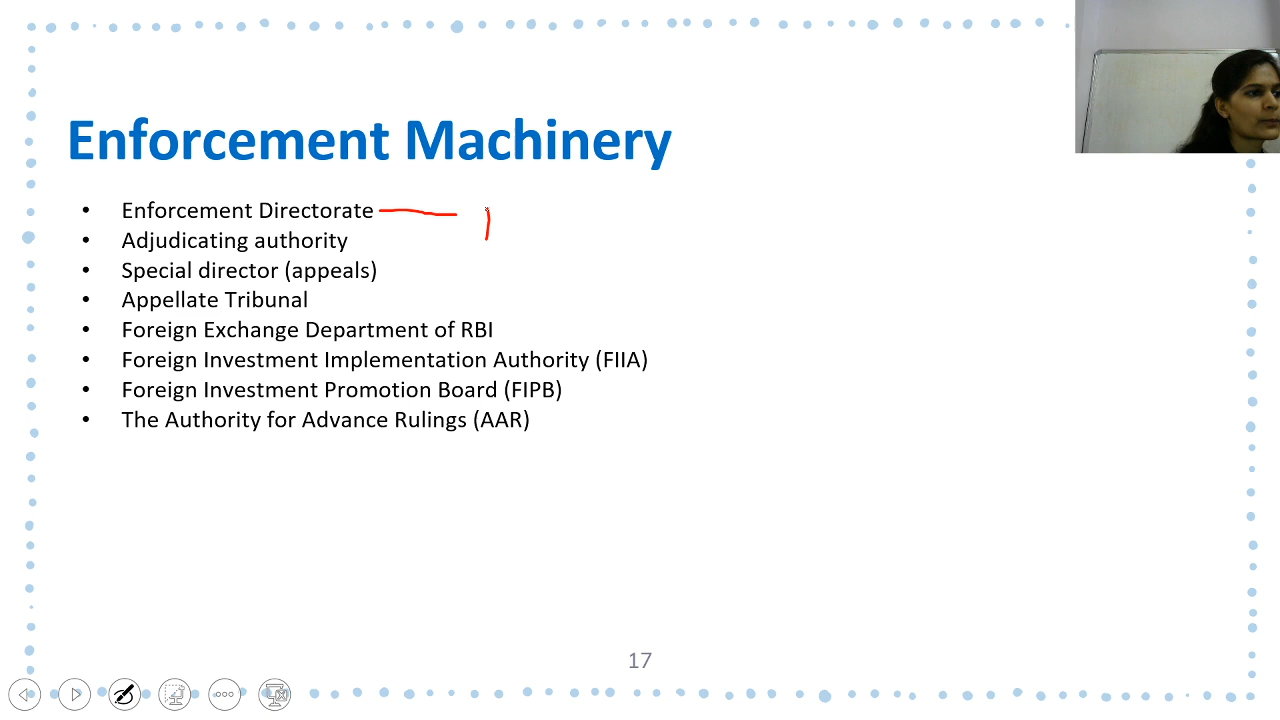 Enforcement Machinery
• Enforcement Directorate
• Adjudicating authority
• Special director (appeals)
• Appellate Tribunal
• Foreign Exchange Department of RBI
• Foreign Investment Implementation Authority (FIIA)
• Foreign Investment Promotion Board (FIPB)
• The Authority for Advance Rulings (AAR)
17